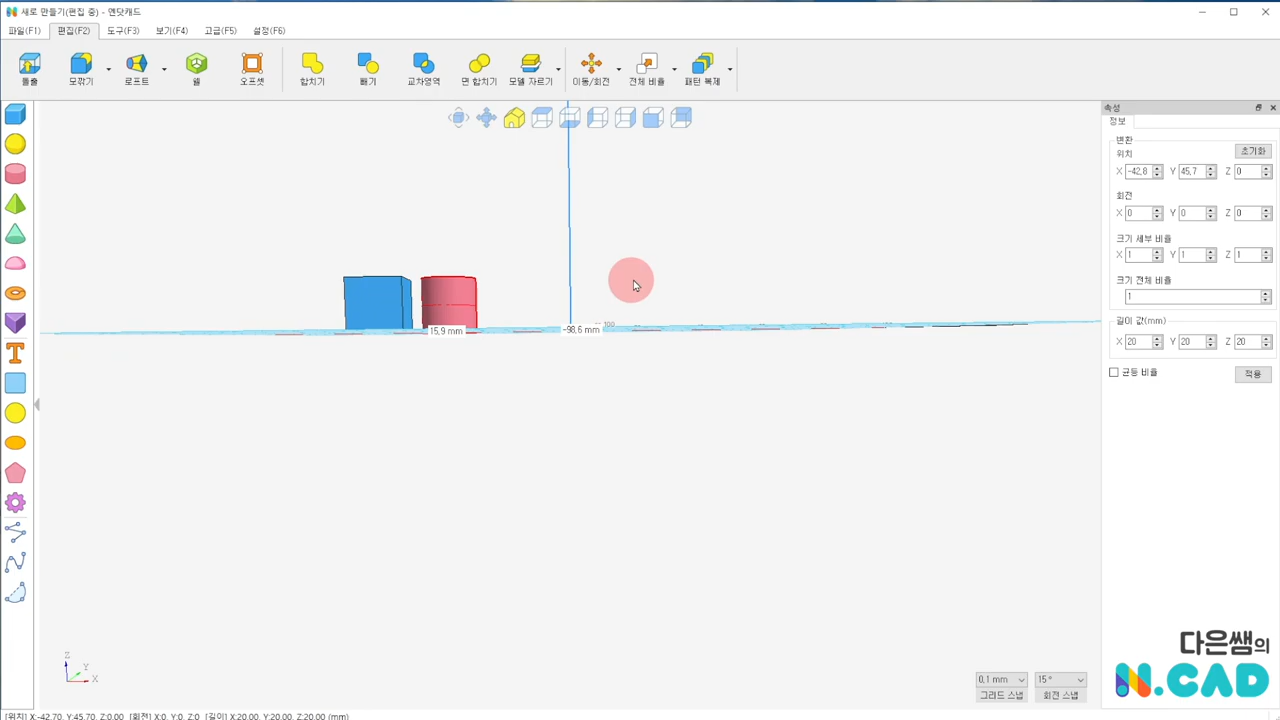 새로 만들기(편집 중) - 엔닷캐드
파일(F1) 편집(F2) 도구(F3) 보기(F4) 고급(F5) 설정(F6)
돌출 모깎기 로프트 쉘 오프셋 합치기 빼기 교차영역 면 합치기 모델 자르기 이동/회전 전체 비율 패턴 복제
속성
정보
변환
위치 초기화
X -42,8 Y 45,7 Z 0
회전
X 0 Y 0 Z 0
크기 세부 비율
X 1 Y 1 Z 1
크기 전체 비율
1
길이 값(mm)
X 20 Y 20 Z 20
균등 비율 적용
100
15,9 mm -98,6 mm
Z
Y
X
다은쌤의
N.CAD
0,1 mm 15 °
그리드 스냅 회전 스냅
[위치] X:-42.70, Y:45.70, Z:0.00 [회전] X:0, Y:0, Z:0 [길이] X:20.00, Y:20.00, Z:20.00 (mm)